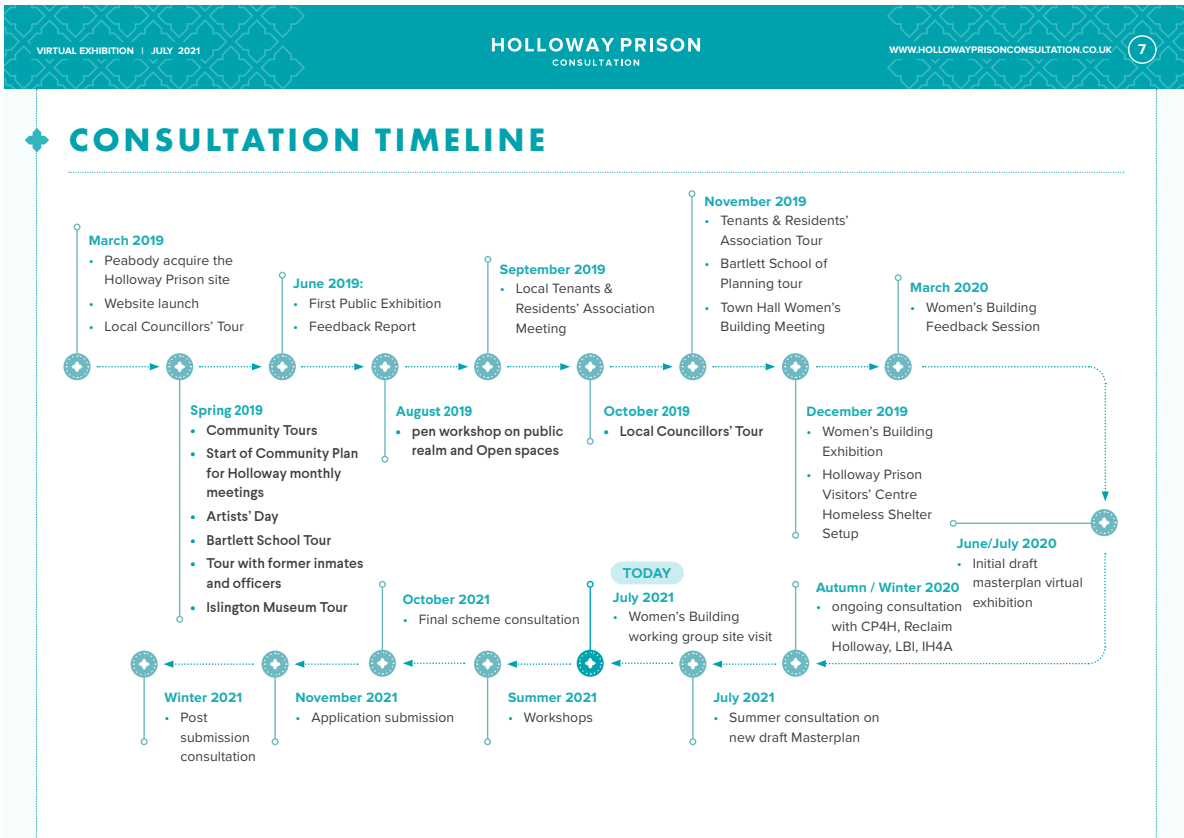 VIRTUAL EXHIBITION | JULY 2021
HOLLOWAY PRISON
CONSULTATION
WWW.HOLLOWAYPRISONCONSULTATION.CO.UK
7
CONSULTATION TIMELINE
March 2019
• Peabody acquire the
Holloway Prison site
• Website launch
• Local Councillors' Tour
Spring 2019
• Community Tours
• Start of Community Plan
for Holloway monthly
meetings
• Artists' Day
• Bartlett School Tour
• Tour with former inmates
and officers
• Islington Museum Tour
June 2019:
• First Public Exhibition
• Feedback Report
August 2019
• pen workshop on public
realm and Open spaces
September 2019
• Local Tenants &
Residents' Association
Meeting
October 2019
• Local Councillors' Tour
November 2019
• Tenants & Residents'
Association Tour
• Bartlett School of
Planning tour
• Town Hall Women's
Building Meeting
December 2019
• Women's Building
Exhibition
• Holloway Prison
Visitors' Centre
Homeless Shelter
Setup
March 2020
• Women's Building
Feedback Session
June/July 2020
• Initial draft
masterplan virtual
exhibition
Autumn / Winter 2020
• ongoing consultation
with CP4H, Reclaim
Holloway, LBI, IH4A
July 2021
• Summer consultation on
new draft Masterplan
TODAY
July 2021
• Women's Building
working group site visit
Summer 2021
• Workshops
October 2021
• Final scheme consultation
November 2021
• Application submission
Winter 2021
• Post
submission
consultation